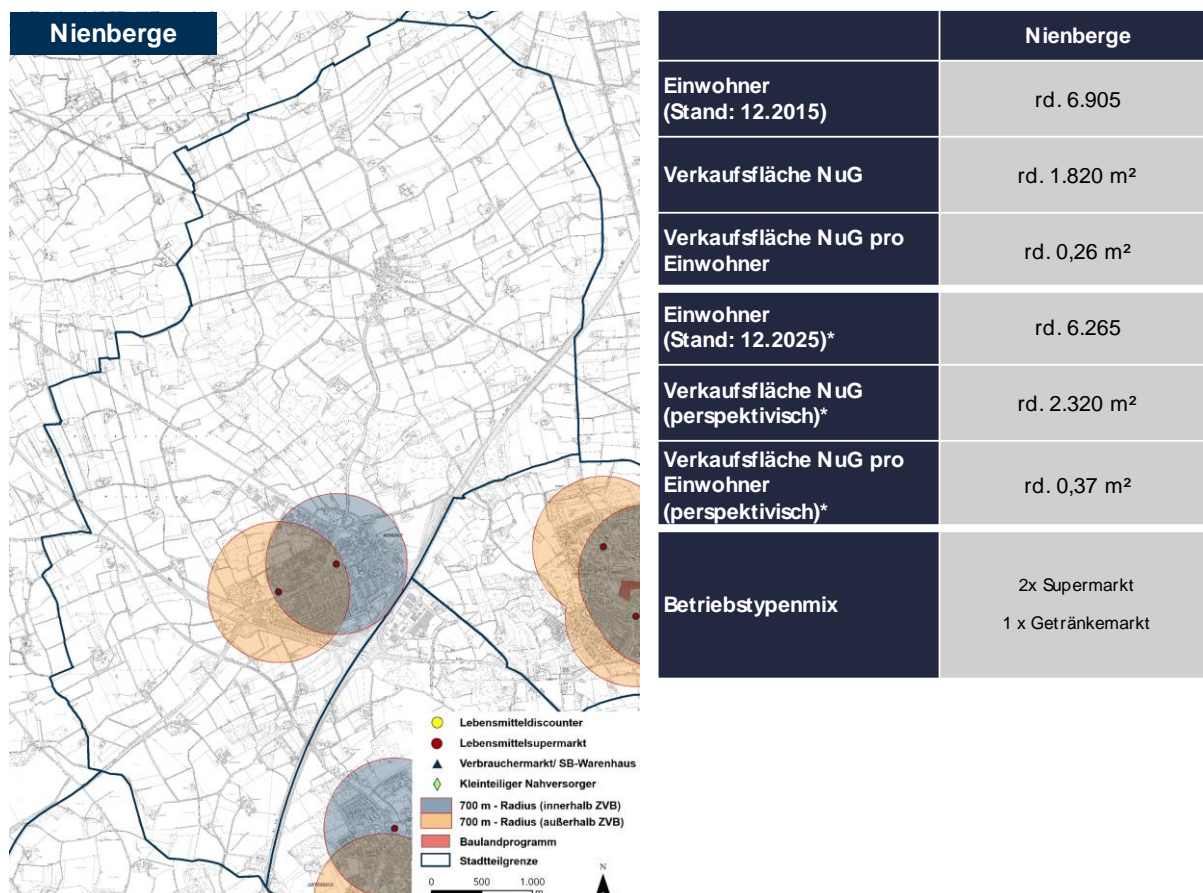 Nienberge
Nienberge
Einwohner
(Stand: 12.2015)
rd. 6.905
Verkaufsfläche NuG
rd. 1.820 m²
Verkaufsfläche NuG pro
Einwohner
rd. 0,26 m²
Einwohner
(Stand: 12.2025)*
rd. 6.265
Verkaufsfläche NuG
(perspektivisch)*
rd. 2.320 m²
Verkaufsfläche NuG pro
Einwohner
(perspektivisch)*
rd. 0,37 m²
Betriebstypenmix
2x Supermarkt
1 x Getränkemarkt
Lebensmitteldiscounter
Lebensmittelsupermarkt
Verbrauchermarkt/ SB-Warenhaus
Kleinteiliger Nahversorger
700 m - Radius (innerhalb ZVB)
700 m - Radius (außerhalb ZVB)
Baulandprogramm
Stadtteilgrenze
N
0 500 1.000
m